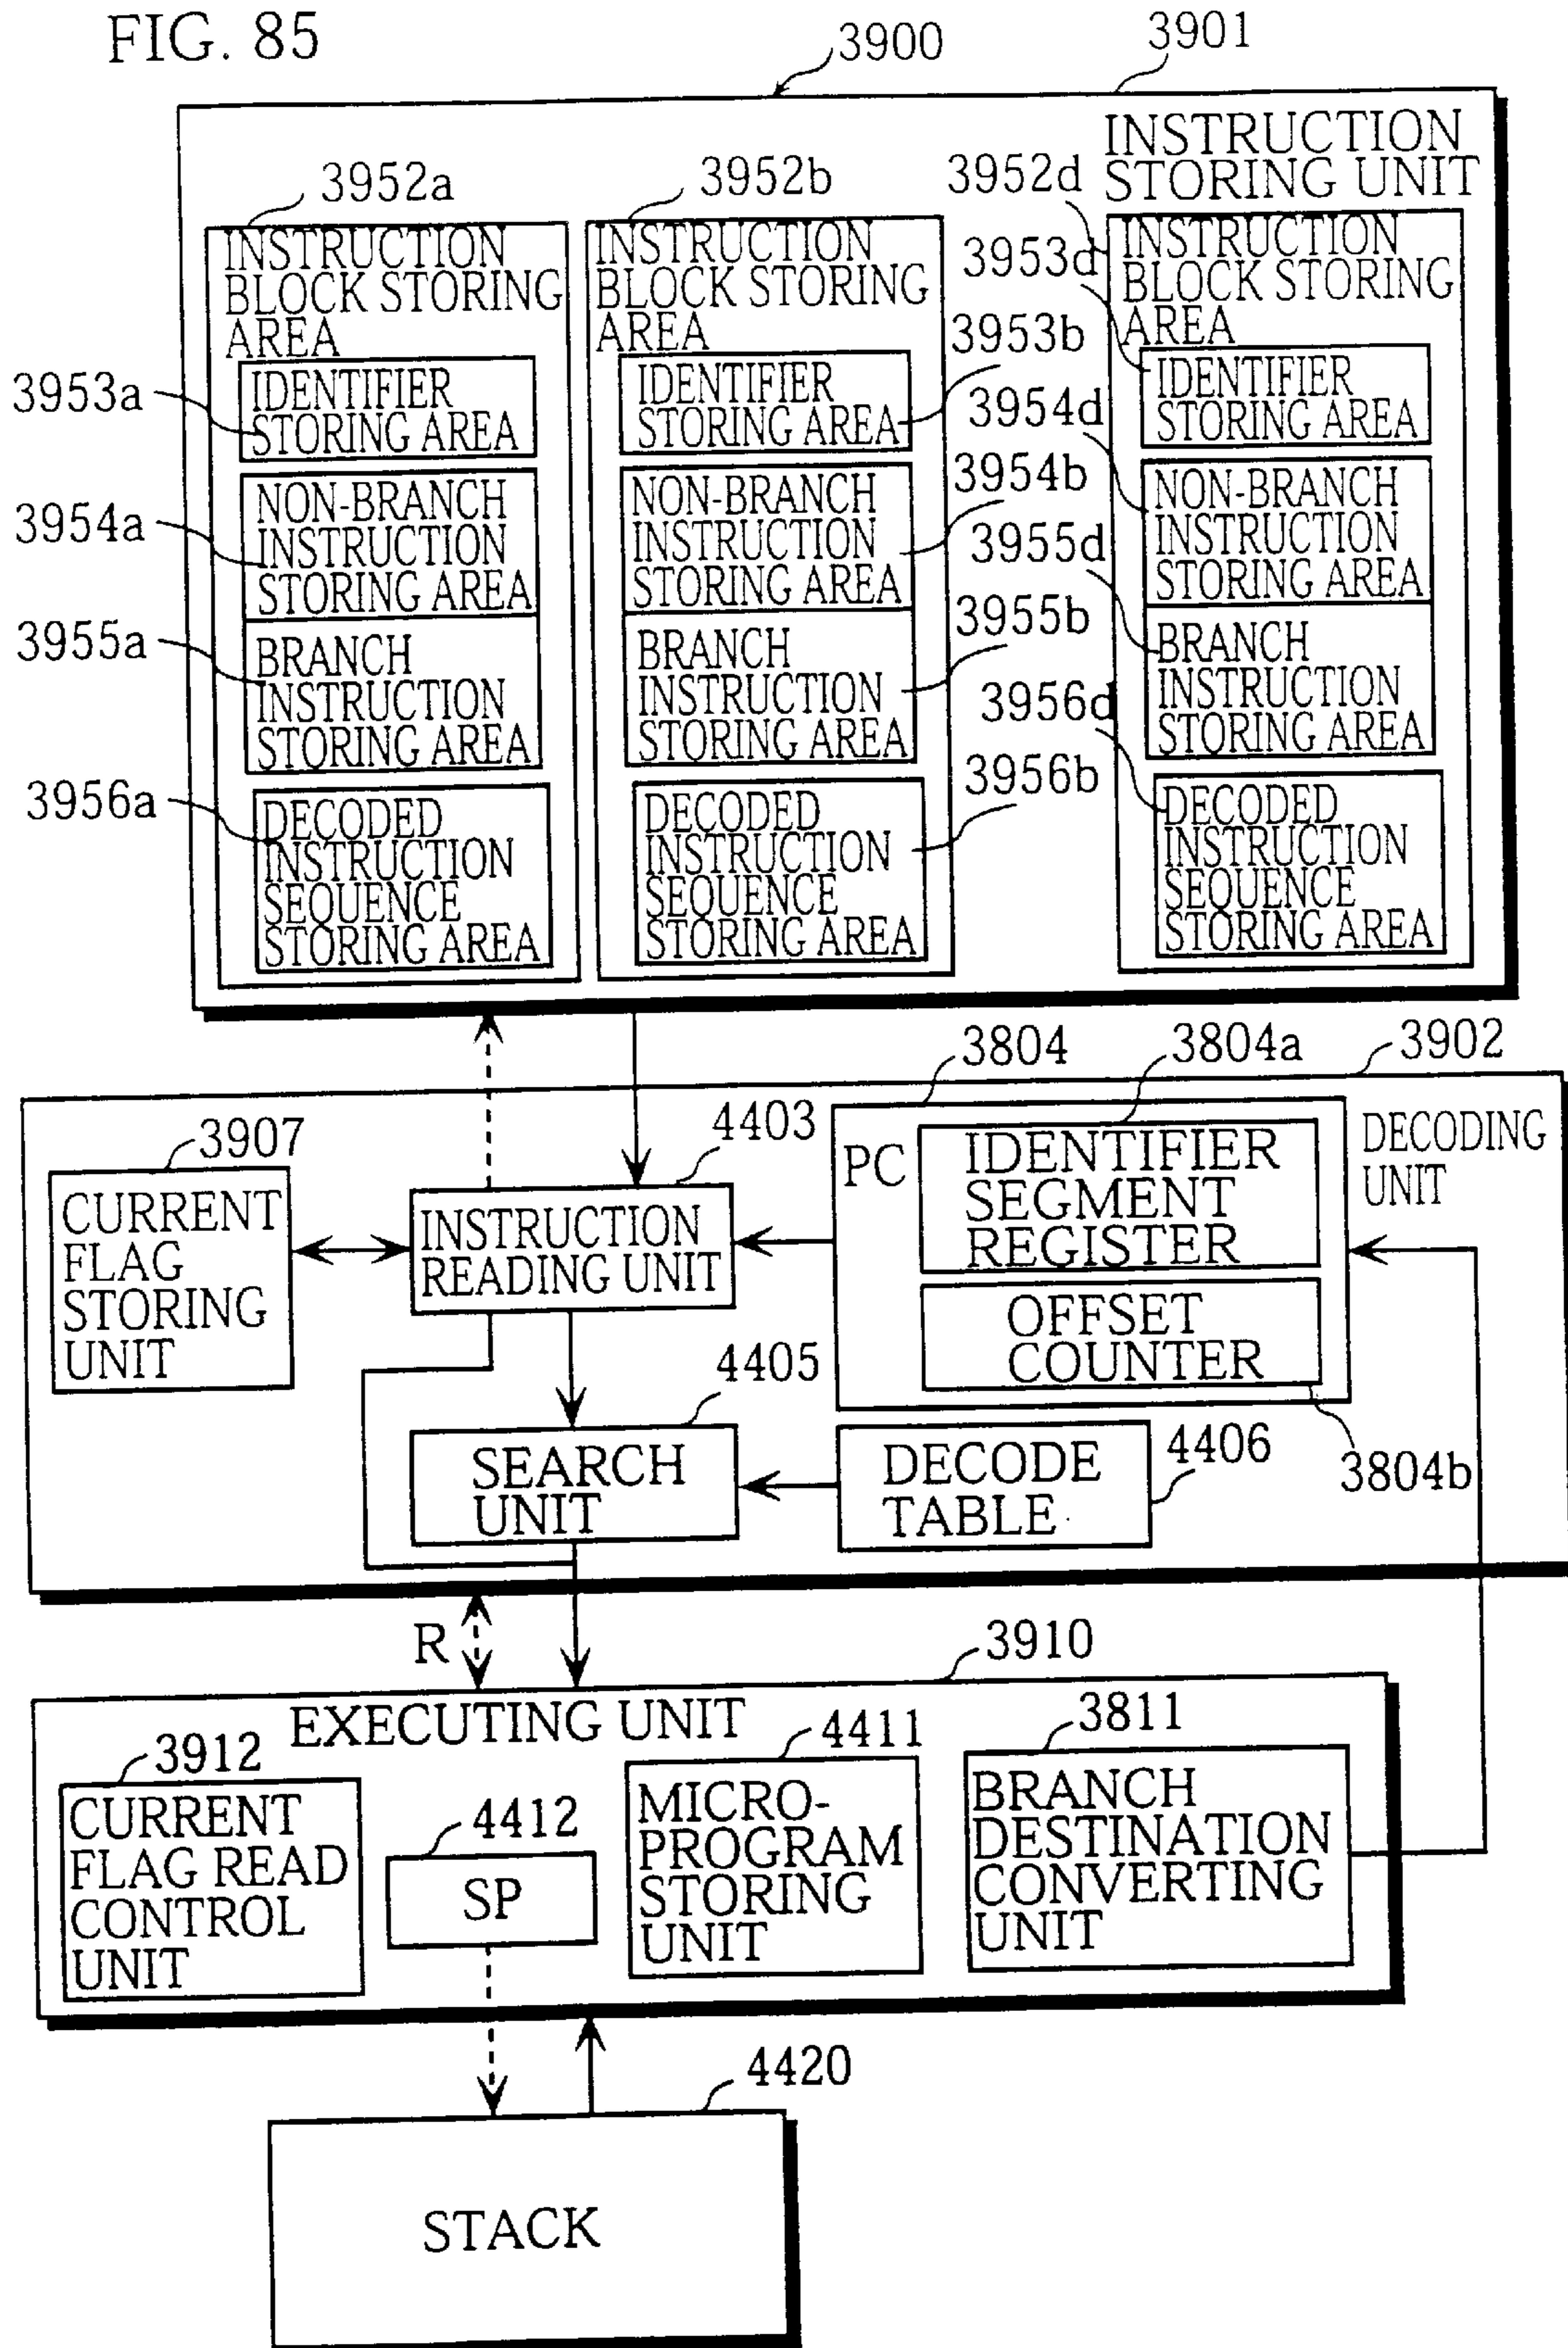 FIG. 85
3900
3901
INSTRUCTION
STORING UNIT
3952a
INSTRUCTION
BLOCK STORING
AREA
3953a
IDENTIFIER
STORING AREA
3954a
NON-BRANCH
INSTRUCTION
STORING AREA
3955a
BRANCH
INSTRUCTION
STORING AREA
3956a
DECODED
INSTRUCTION
SEQUENCE
STORING AREA
3952b
INSTRUCTION
BLOCK STORING
AREA
3953b
IDENTIFIER
STORING AREA
3954b
NON-BRANCH
INSTRUCTION
STORING AREA
3955b
BRANCH
INSTRUCTION
STORING AREA
3956b
DECODED
INSTRUCTION
SEQUENCE
STORING AREA
3952d
INSTRUCTION
BLOCK STORING
AREA
3953d
IDENTIFIER
STORING AREA
3954d
NON-BRANCH
INSTRUCTION
STORING AREA
3955d
BRANCH
INSTRUCTION
STORING AREA
3956d
DECODED
INSTRUCTION
SEQUENCE
STORING AREA
3902
DECODING
UNIT
3907
CURRENT
FLAG
STORING
UNIT
4403
INSTRUCTION
READING UNIT
3804
PC
3804a
IDENTIFIER
SEGMENT
REGISTER
OFFSET
COUNTER
3804b
4405
SEARCH
UNIT
DECODE
TABLE
4406
R
3910
EXECUTING UNIT
3912
CURRENT
FLAG READ
CONTROL
UNIT
4412
SP
4411
MICRO-
PROGRAM
STORING
UNIT
3811
BRANCH
DESTINATION
CONVERTING
UNIT
4420
STACK